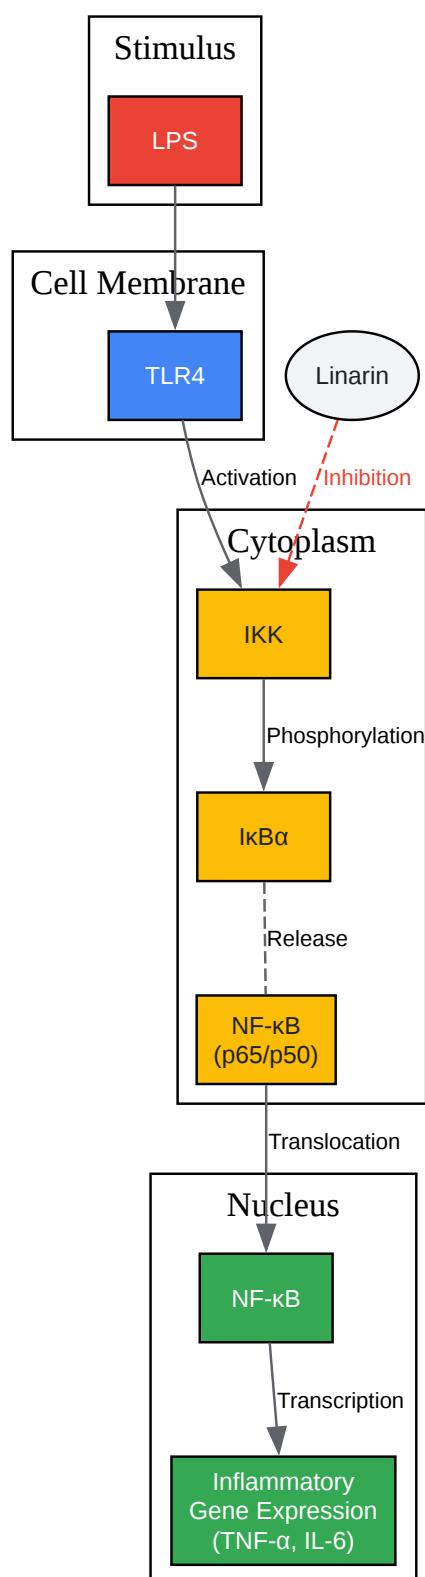 Stimulus
LPS
Cell Membrane
TLR4
Linarin
Activation
Inhibition
Cytoplasm
IKK
Phosphorylation
IκBα
Release
NF-κB
(p65/p50)
Translocation
Nucleus
NF-κB
Transcription
Inflammatory
Gene Expression
(TNF-α, IL-6)